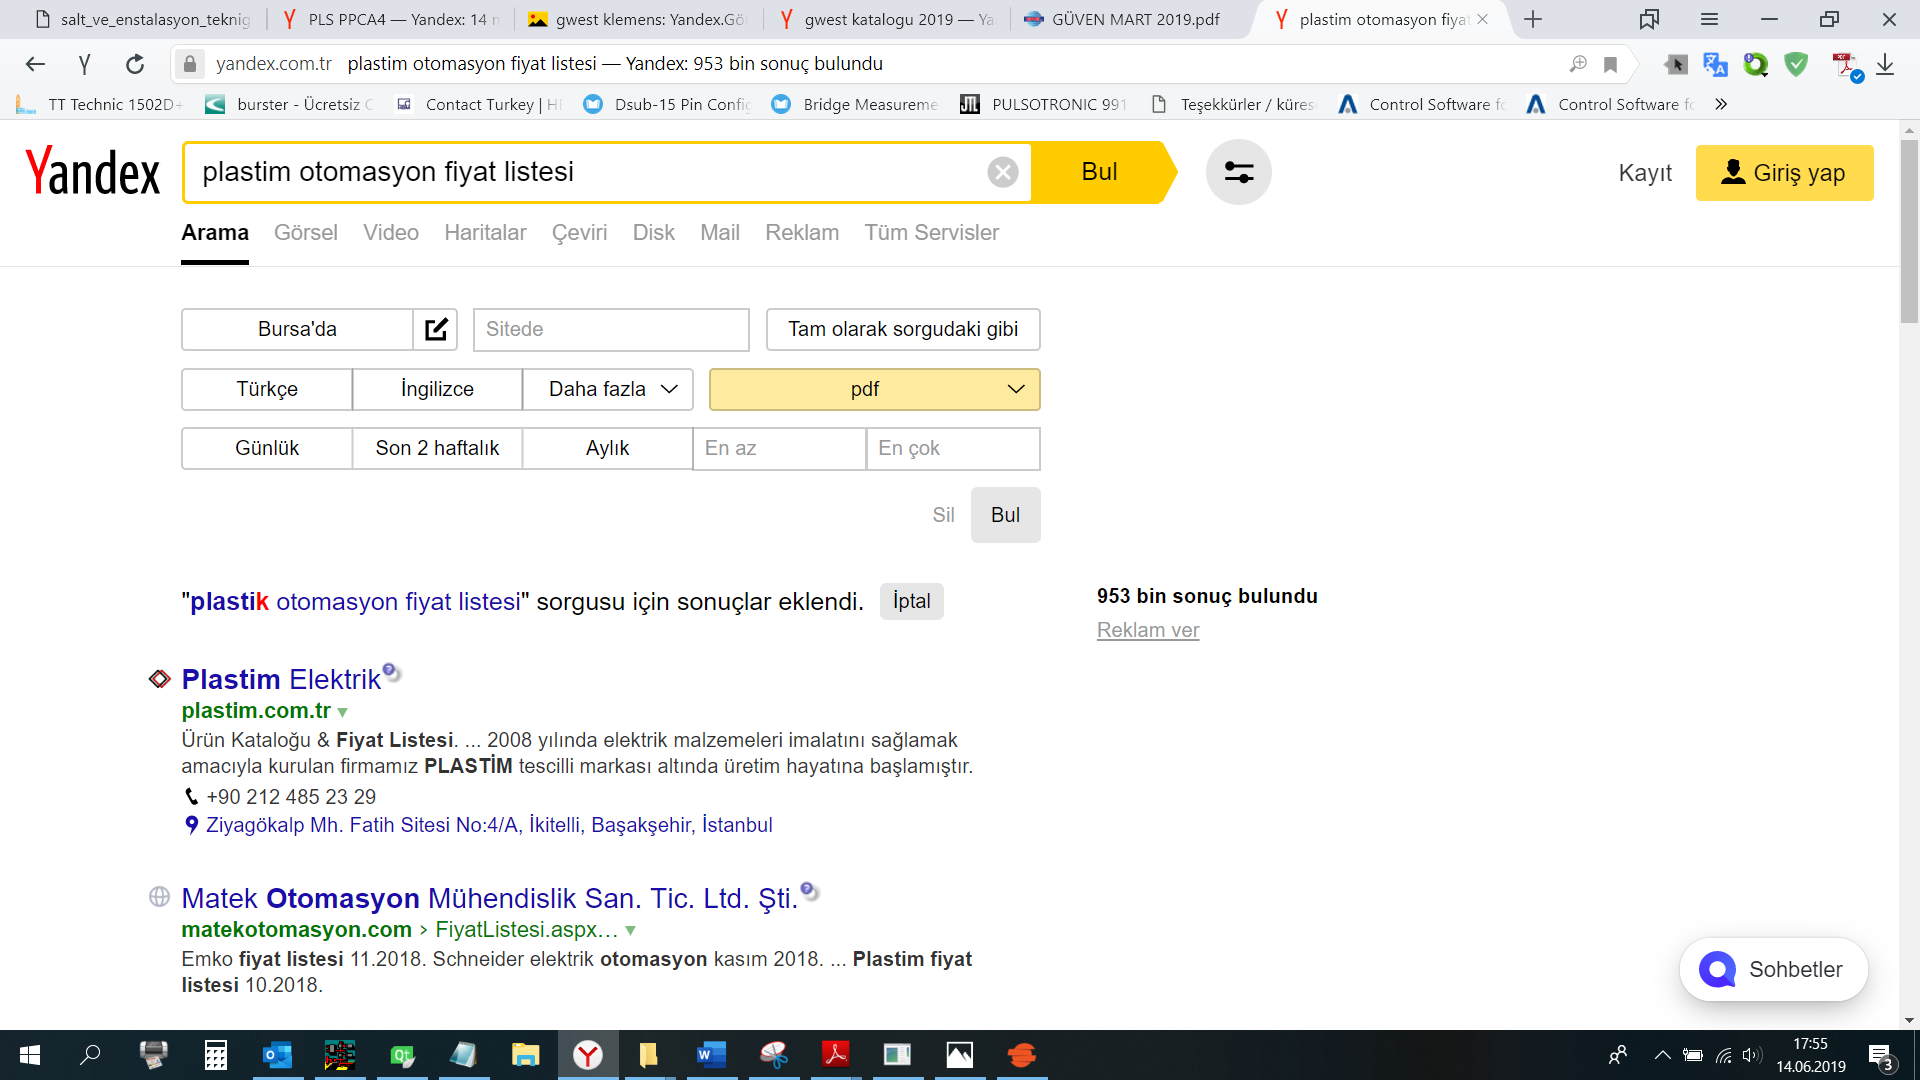 salt_ve_enstalasyon_teknig
PLS PPCA4 — Yandex: 14
gwest klemens: Yandex.Gö
gwest katalogu 2019 — Ya
GÜVEN MART 2019.pdf
plastim otomasyon fiyat
yandex.com.tr plastim otomasyon fiyat listesi — Yandex: 953 bin sonuç bulundu
TT Technic 1502D+
burster - Ücretsiz
Contact Turkey |
Dsub-15 Pin Config
Bridge Measureme
PULSOTRONIC 991
Teşekkürler / kürese
Control Software fo
Control Software fo
Yandex
plastim otomasyon fiyat listesi
Bul
Kayıt
Giriş yap
Arama Görsel Video Haritalar Çeviri Disk Mail Reklam Tüm Servisler
Bursa'da Sitede Tam olarak sorgudaki gibi
Türkçe İngilizce Daha fazla pdf
Günlük Son 2 haftalık Aylık En az En çok
Sil Bul
"plastik otomasyon fiyat listesi" sorgusu için sonuçlar eklendi. İptal
953 bin sonuç bulundu
Reklam ver
Plastim Elektrik
plastim.com.tr
Ürün Kataloğu & Fiyat Listesi. ... 2008 yılında elektrik malzemeleri imalatını sağlamak
amacıyla kurulan firmamız PLASTİM tescilli markası altında üretim hayatına başlamıştır.
+90 212 485 23 29
Ziyagökalp Mh. Fatih Sitesi No:4/A, İkitelli, Başakşehir, İstanbul
Matek Otomasyon Mühendislik San. Tic. Ltd. Şti.
matekotomasyon.com › FiyatListesi.aspx…
Emko fiyat listesi 11.2018. Schneider elektrik otomasyon kasım 2018. ... Plastim fiyat
listesi 10.2018.
Sohbetler
17:55
14.06.2019
3